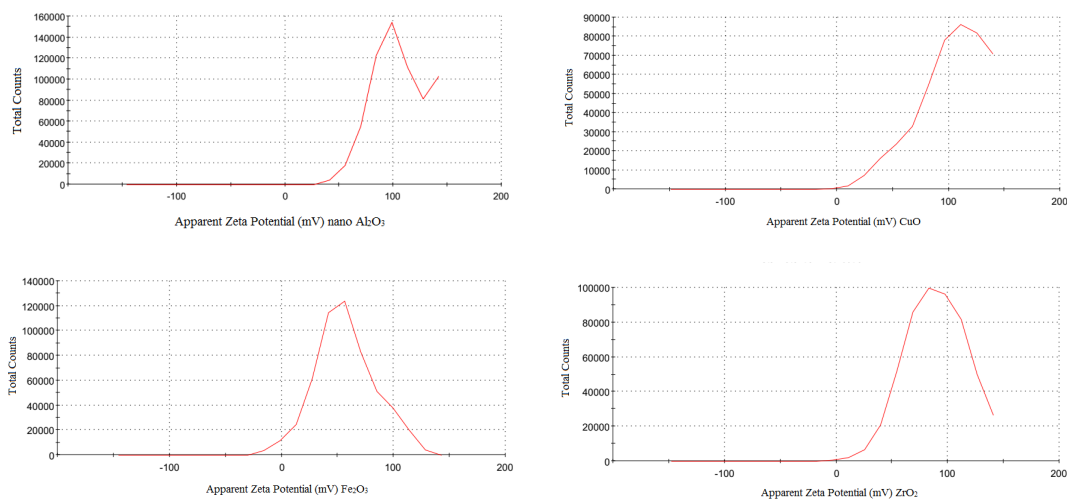 160000
140000
120000
100000
80000
60000
40000
20000
0
Total Counts
-100 0 100 200
Apparent Zeta Potential (mV) nano Al₂O₃
90000
80000
70000
60000
50000
40000
30000
20000
10000
0
Total Counts
-100 0 100 200
Apparent Zeta Potential (mV) CuO
140000
120000
100000
80000
60000
40000
20000
0
Total Counts
-100 0 100 200
Apparent Zeta Potential (mV) Fe₂O₃
100000
80000
60000
40000
20000
0
Total Counts
-100 0 100 200
Apparent Zeta Potential (mV) ZrO₂